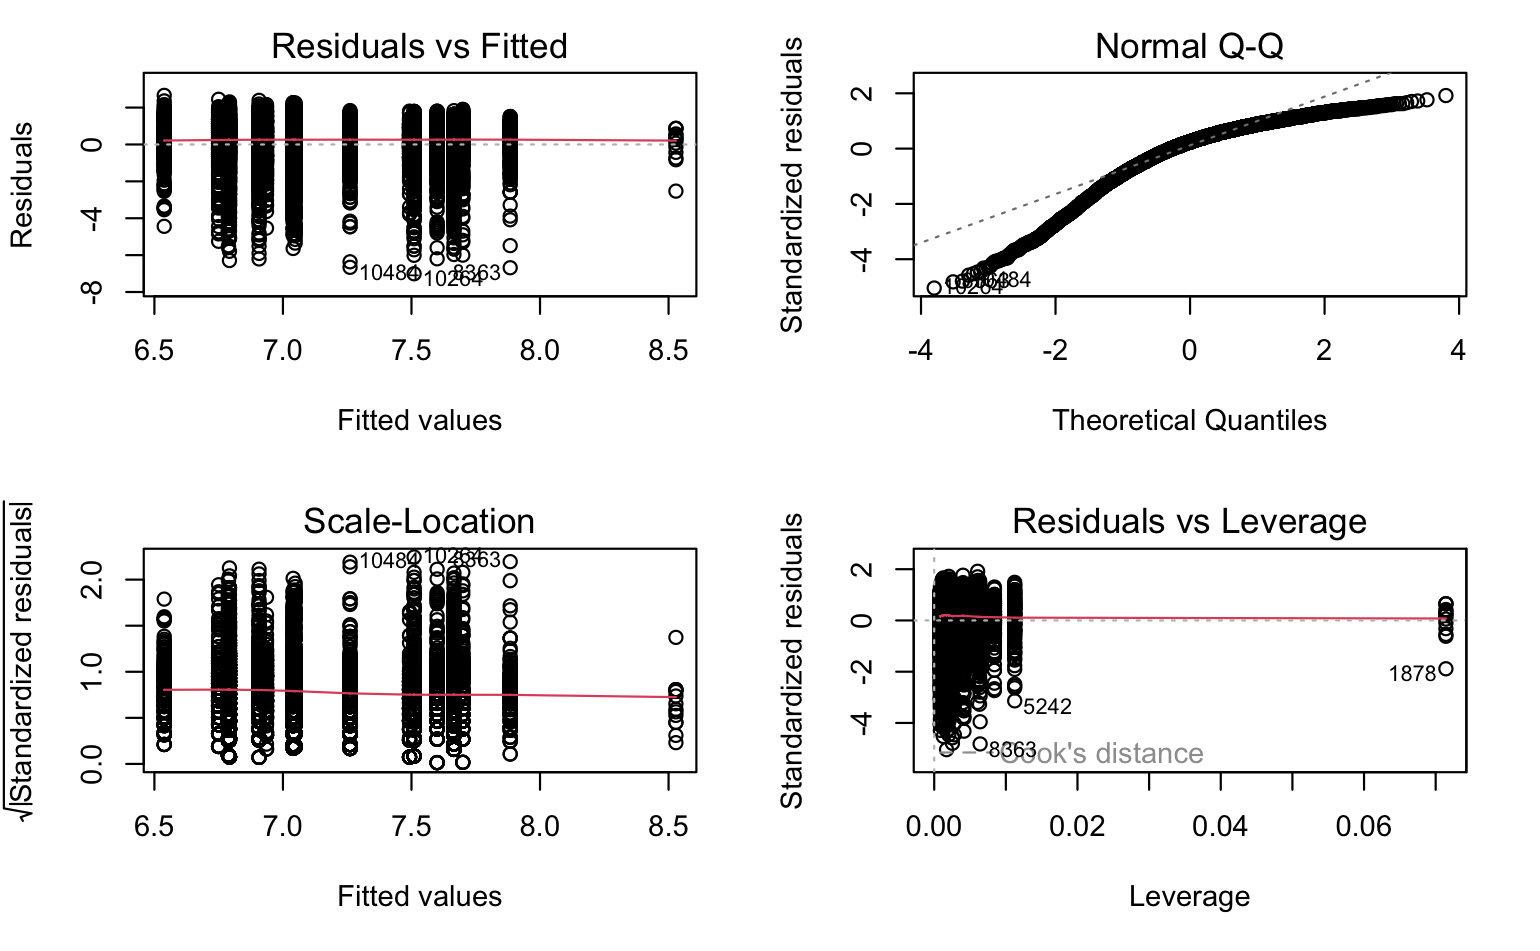 Residuals vs Fitted
Residuals
0
-4
-8
10484
10264
8363
6.5 7.0 7.5 8.0 8.5
Fitted values
Normal Q-Q
Standardized residuals
2
0
-2
-4
10264
8363
10484
-4 -2 0 2 4
Theoretical Quantiles
Scale-Location
√|Standardized residuals|
2.0
1.0
0.0
10484
10264
8363
6.5 7.0 7.5 8.0 8.5
Fitted values
Residuals vs Leverage
Standardized residuals
2
0
-2
-4
1878
5242
8363
Cook's distance
0.00 0.02 0.04 0.06
Leverage